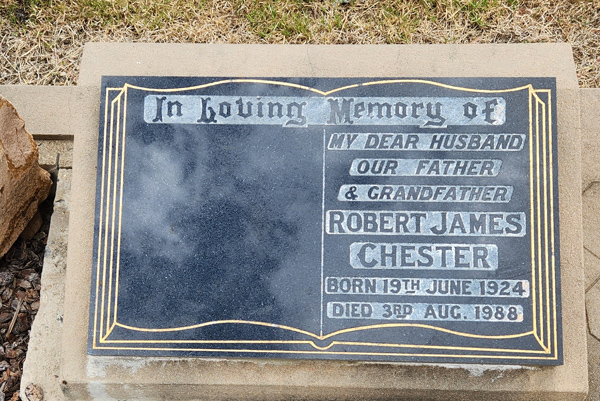 In Loving Memory of
MY DEAR HUSBAND
OUR FATHER
& GRANDFATHER
ROBERT JAMES
CHESTER
BORN 19TH JUNE 1924
DIED 3RD AUG. 1988